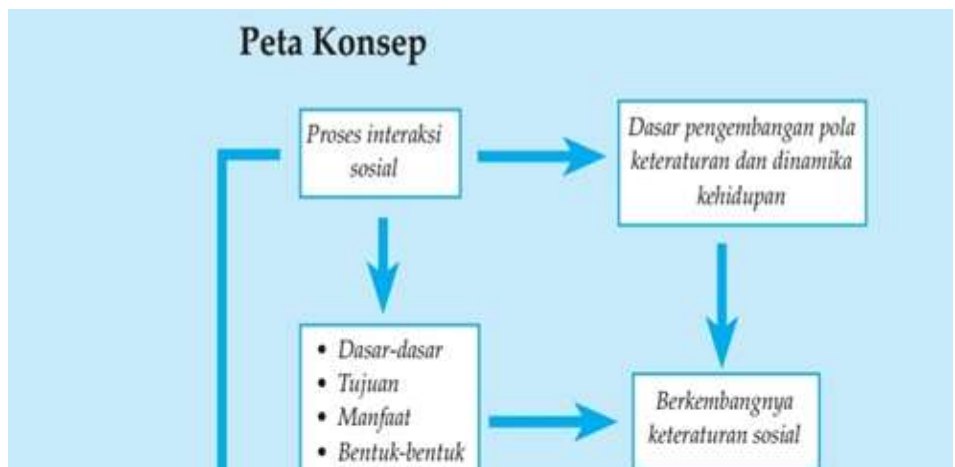 Peta Konsep
Proses interaksi
sosial
Dasar pengembangan pola
keteraturan dan dinamika
kehidupan
• Dasar-dasar
• Tujuan
• Manfaat
• Bentuk-bentuk
Berkembangnya
keteraturan sosial